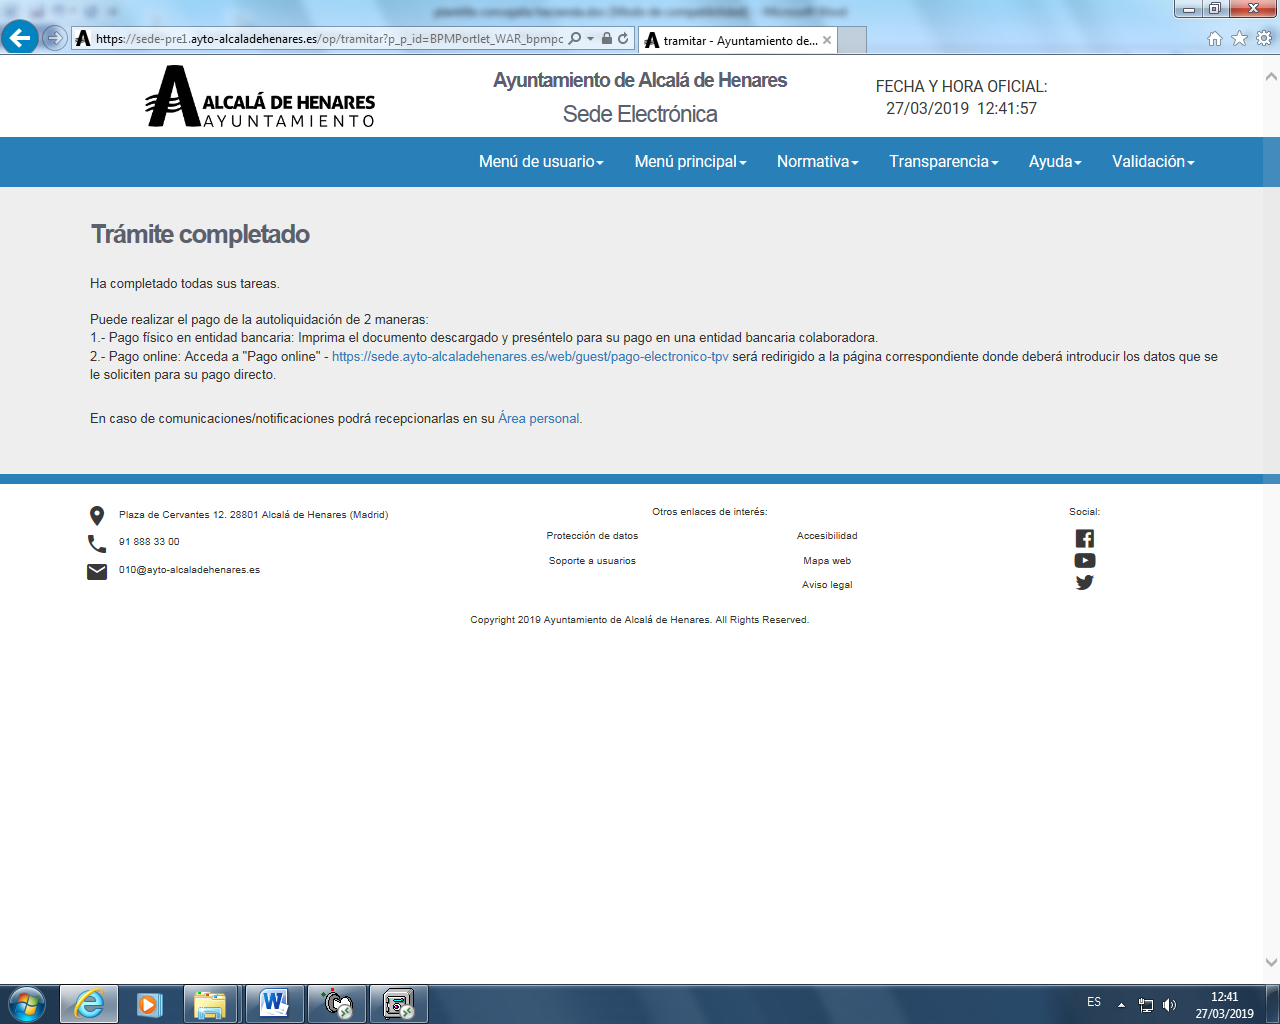 plantilla concejalia hacienda.doc [Modo de compatibilidad] - Microsoft Word
https://sede-pre1.ayto-alcaladehenares.es/op/tramitar?p_p_id=BPMPortlet_WAR_bpmpc
tramitar - Ayuntamiento de...
ALCALÁ DE HENARES
AYUNTAMIENTO
Ayuntamiento de Alcalá de Henares
Sede Electrónica
FECHA Y HORA OFICIAL:
27/03/2019 12:41:57
Menú de usuario Menú principal Normativa Transparencia Ayuda Validación
Trámite completado
Ha completado todas sus tareas.
Puede realizar el pago de la autoliquidación de 2 maneras:
1.- Pago físico en entidad bancaria: Imprima el documento descargado y preséntelo para su pago en una entidad bancaria colaboradora.
2.- Pago online: Acceda a "Pago online" - https://sede.ayto-alcaladehenares.es/web/guest/pago-electronico-tpv será redirigido a la página correspondiente donde deberá introducir los datos que se
le soliciten para su pago directo.
En caso de comunicaciones/notificaciones podrá recepcionarlas en su Área personal.
Plaza de Cervantes 12. 28801 Alcalá de Henares (Madrid)
91 888 33 00
010@ayto-alcaladehenares.es
Otros enlaces de interés:
Protección de datos Accesibilidad
Soporte a usuarios Mapa web
Aviso legal
Social:
Copyright 2019 Ayuntamiento de Alcalá de Henares. All Rights Reserved.
ES
12:41
27/03/2019